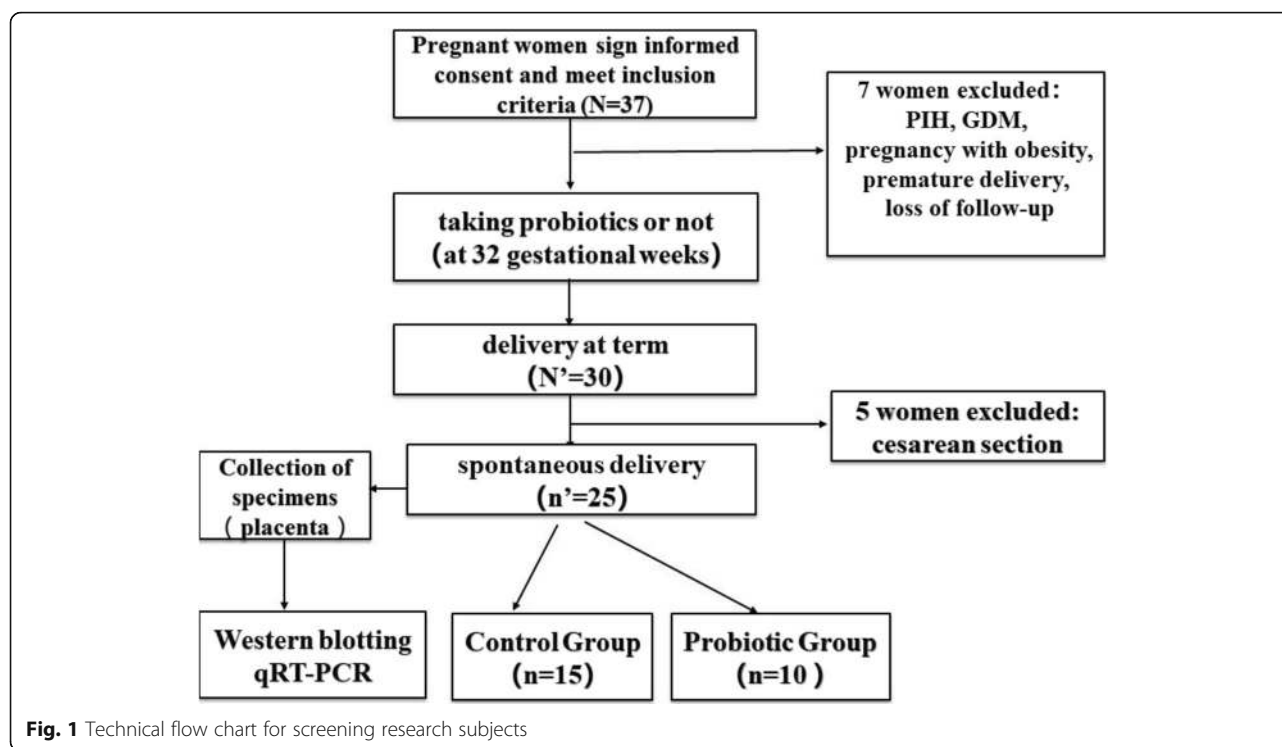 Pregnant women sign informed
consent and meet inclusion
criteria (N=37)
7 women excluded：
PIH, GDM,
pregnancy with obesity,
premature delivery,
loss of follow-up
taking probiotics or not
(at 32 gestational weeks)
delivery at term
(N’=30)
5 women excluded:
cesarean section
spontaneous delivery
(n’=25)
Collection of
specimens
( placenta )
Western blotting
qRT-PCR
Control Group
(n=15)
Probiotic Group
(n=10 )
Fig. 1 Technical flow chart for screening research subjects